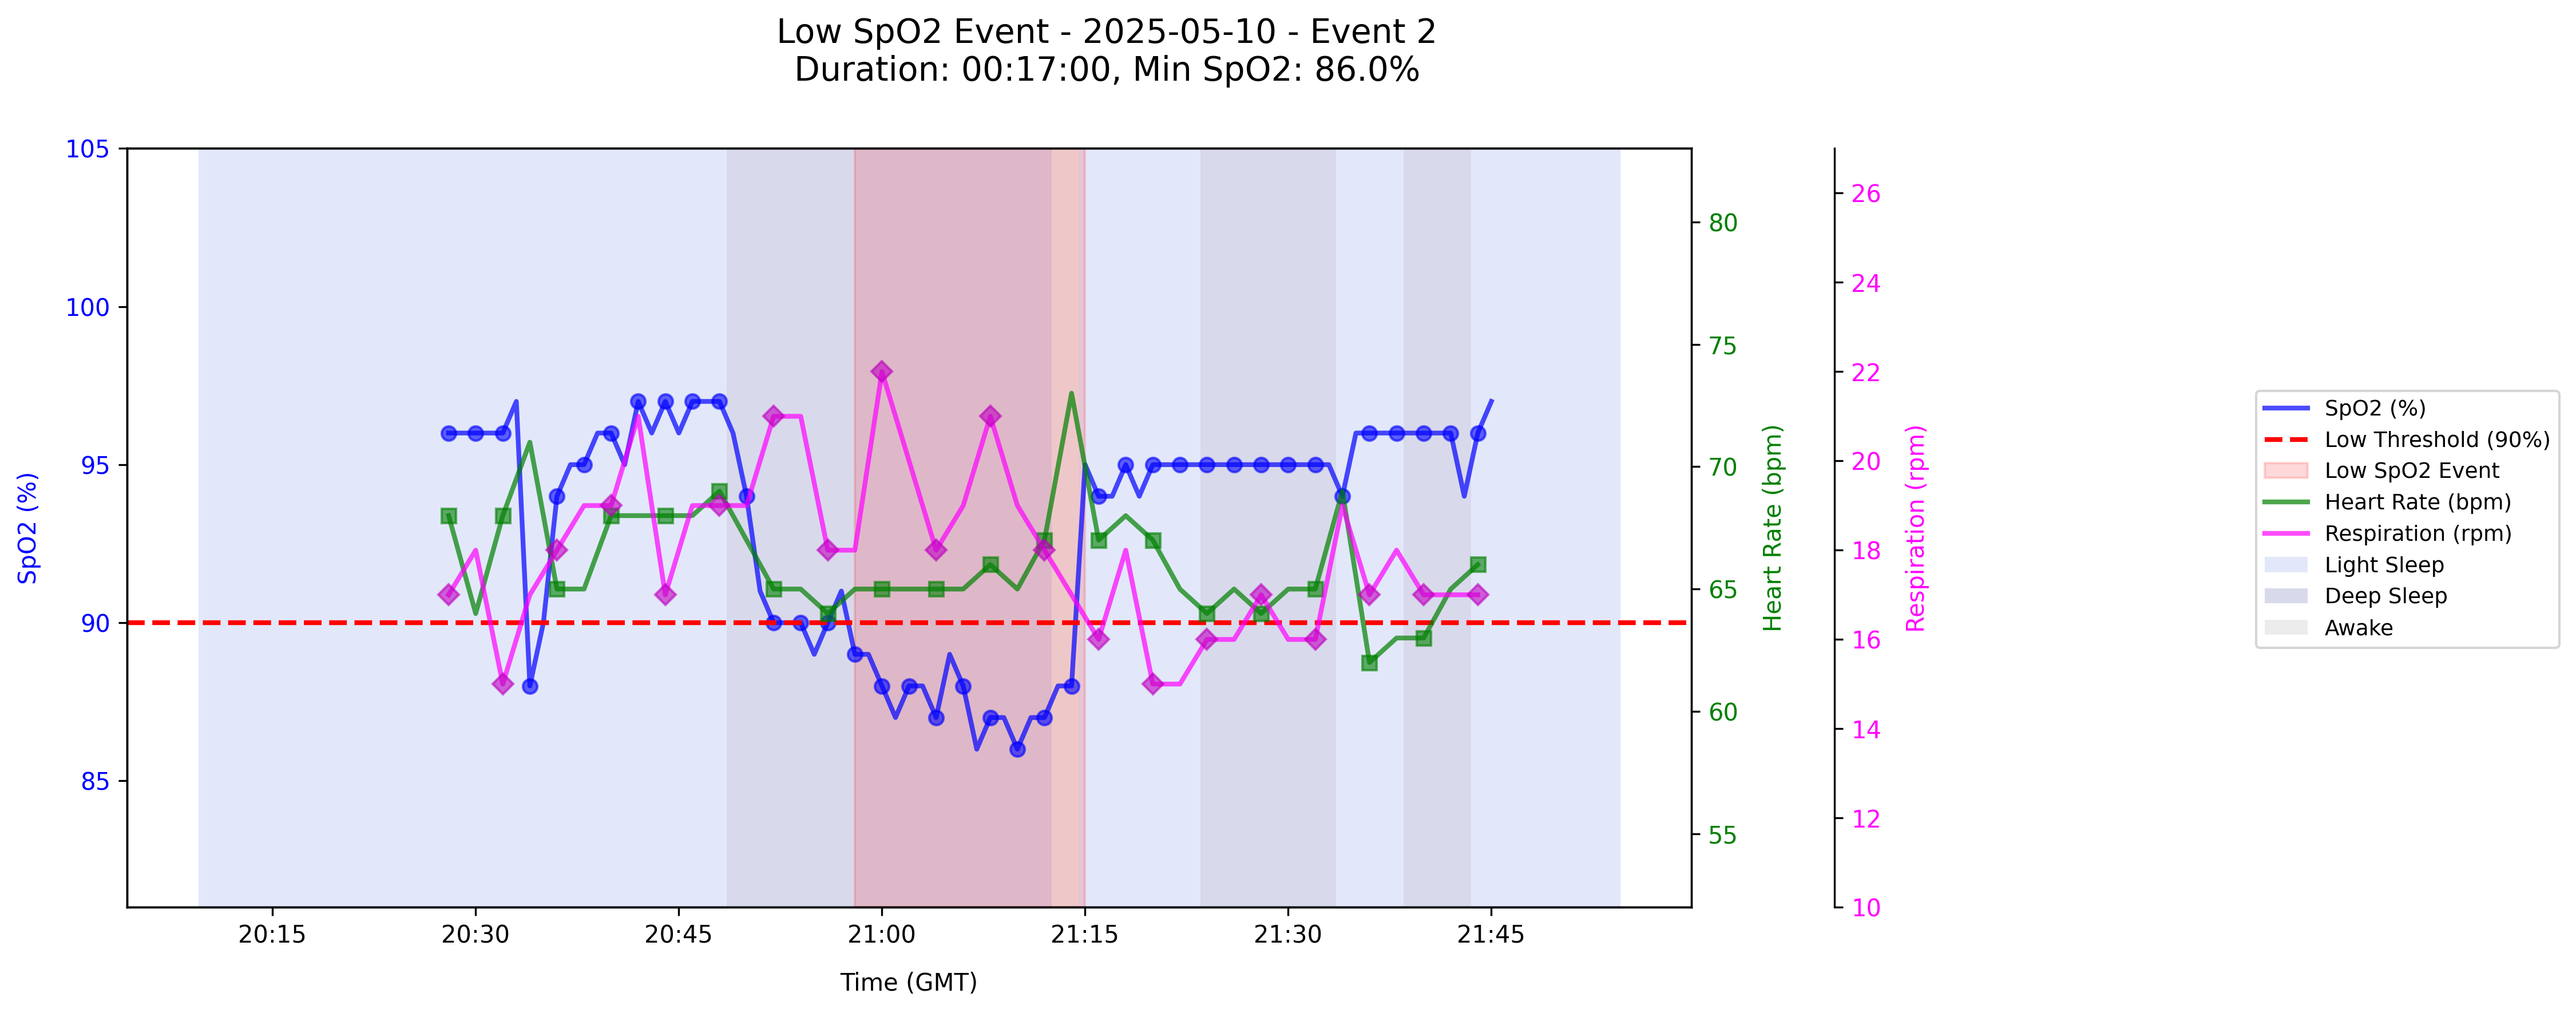 Low SpO2 Event - 2025-05-10 - Event 2
Duration: 00:17:00, Min SpO2: 86.0%
105
100
95
90
85
SpO2 (%)
20:15
20:30
20:45
21:00
21:15
21:30
21:45
Time (GMT)
80
75
70
65
60
55
Heart Rate (bpm)
26
24
22
20
18
16
14
12
10
Respiration (rpm)
SpO2 (%)
Low Threshold (90%)
Low SpO2 Event
Heart Rate (bpm)
Respiration (rpm)
Light Sleep
Deep Sleep
Awake